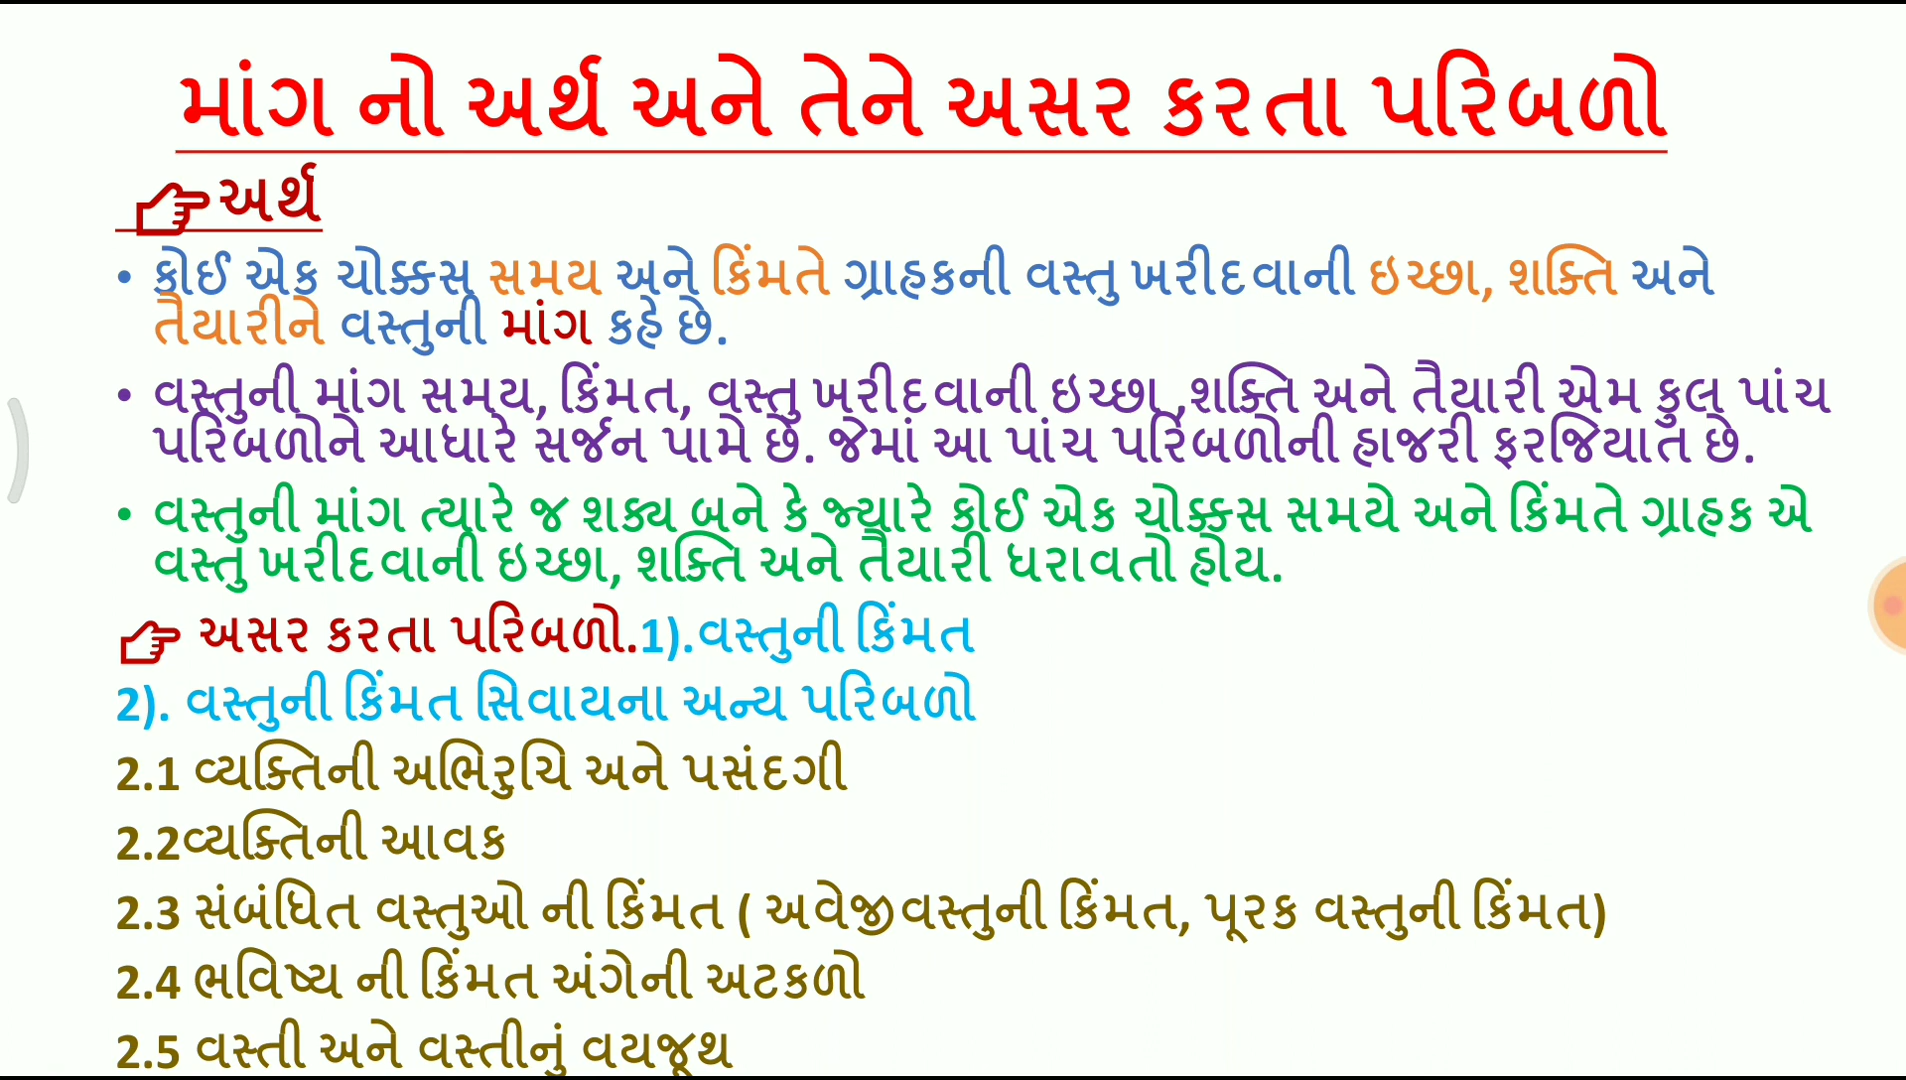 માંગ નો અર્થ અને તેને અસર કરતા પરિબળો
અર્થ
• કોઈ એક ચોક્કસ સમય અને કિંમતે ગ્રાહકની વસ્તુ ખરીદવાની ઇચ્છા, શક્તિ અને
તૈયારીને વસ્તુની માંગ કહે છે.
• વસ્તુની માંગ સમય, કિંમત, વસ્તુ ખરીદવાની ઇચ્છા ,શક્તિ અને તૈયારી એમ કુલ પાંચ
પરિબળોને આધારે સર્જન પામે છે. જેમાં આ પાંચ પરિબળોની હાજરી ફરજિયાત છે.
• વસ્તુની માંગ ત્યારે જ શક્ય બને કે જ્યારે કોઈ એક ચોક્કસ સમયે અને કિંમતે ગ્રાહક એ
વસ્તુ ખરીદવાની ઇચ્છા, શક્તિ અને તૈયારી ધરાવતો હોય.
અસર કરતા પરિબળો.1).વસ્તુની કિંમત
2). વસ્તુની કિંમત સિવાયના અન્ય પરિબળો
2.1 વ્યક્તિની અભિરુચિ અને પસંદગી
2.2વ્યક્તિની આવક
2.3 સંબંધિત વસ્તુઓ ની કિંમત ( અવેજીવસ્તુની કિંમત, પૂરક વસ્તુની કિંમત)
2.4 ભવિષ્ય ની કિંમત અંગેની અટકળો
2.5 વસ્તી અને વસ્તીનું વયજૂથ